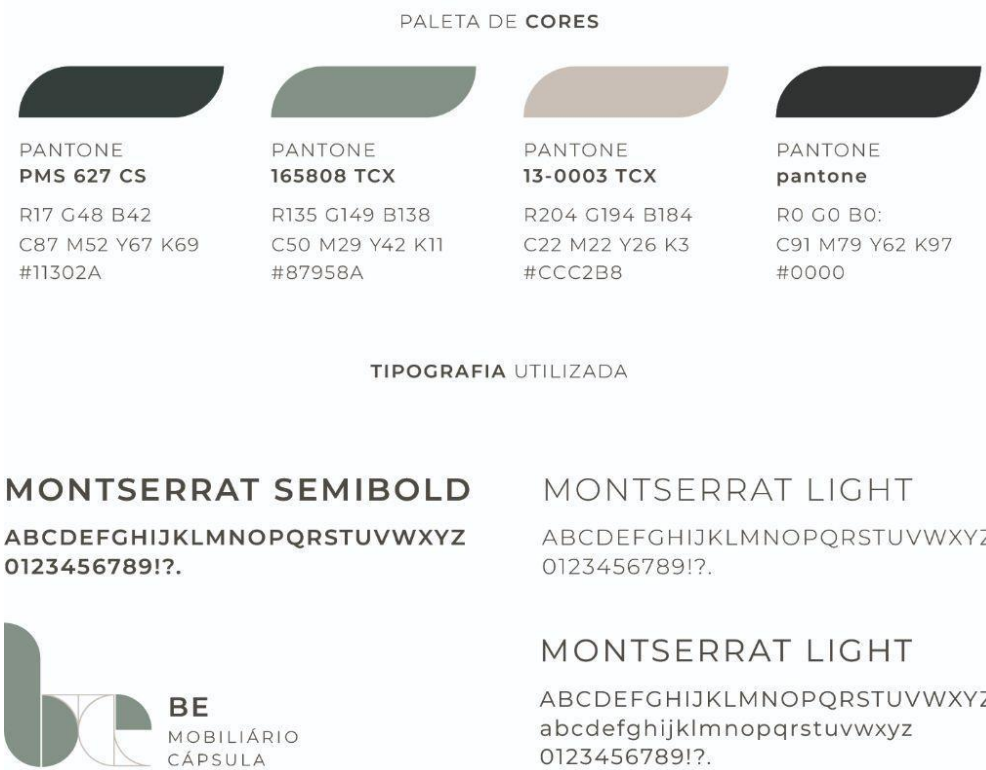 PALETA DE CORES
PANTONE
PMS 627 CS
R17 G48 B42
C87 M52 Y67 K69
#11302A
PANTONE
165808 TCX
R135 G149 B138
C50 M29 Y42 K11
#87958A
PANTONE
13-0003 TCX
R204 G194 B184
C22 M22 Y26 K3
#CCC2B8
PANTONE
pantone
R0 G0 B0:
C91 M79 Y62 K97
#0000
TIPOGRAFIA UTILIZADA
MONTSERRAT SEMIBOLD
ABCDEFGHIJKLMNOPQRSTUVWXYZ
0123456789!?.
MONTSERRAT LIGHT
ABCDEFGHIJKLMNOPQRSTUVWXYZ
0123456789!?.
be
BE
MOBILIÁRIO
CÁPSULA
MONTSERRAT LIGHT
ABCDEFGHIJKLMNOPQRSTUVWXYZ
abcdefghijklmnopqrstuvwxyz
0123456789!?.